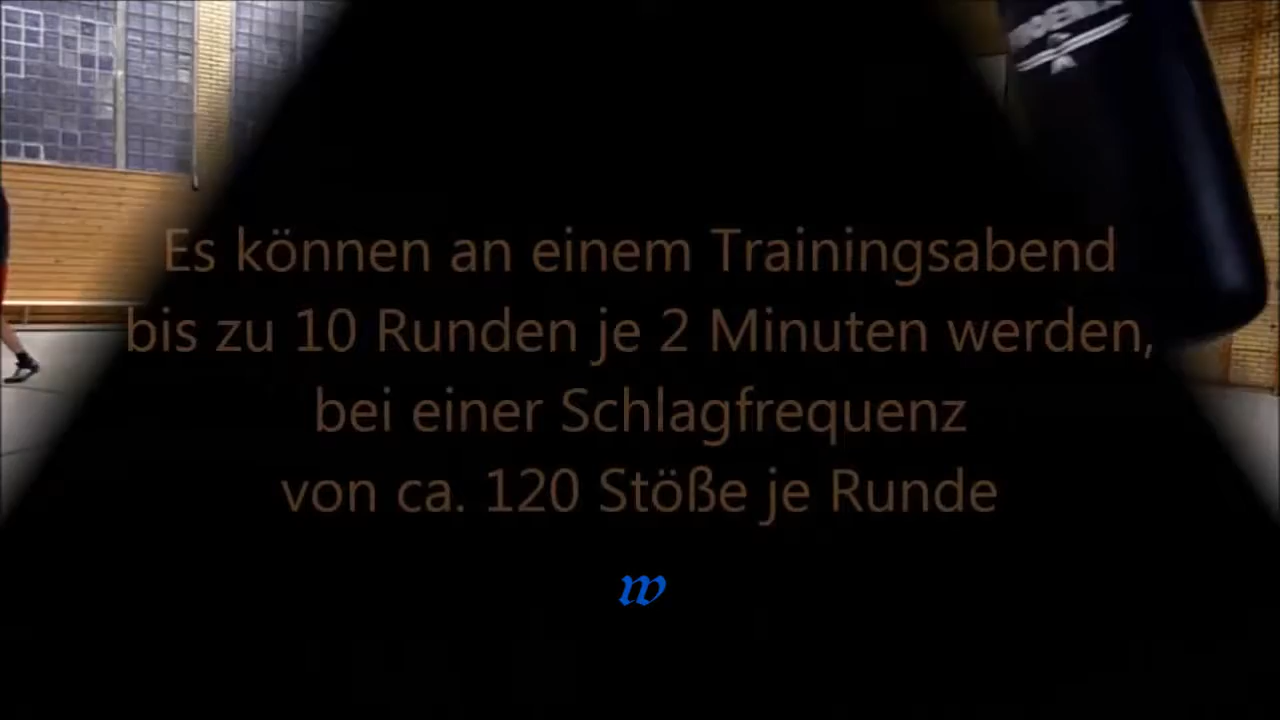 Es können an einem Trainingsabend
bis zu 10 Runden je 2 Minuten werden,
bei einer Schlagfrequenz
von ca. 120 Stöße je Runde
w